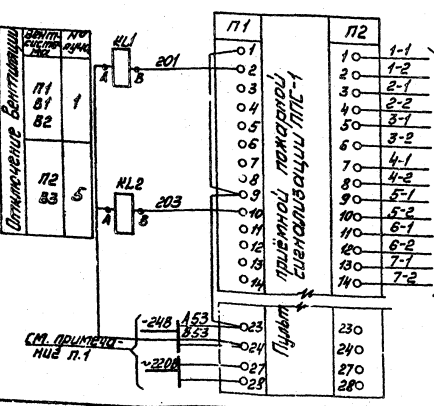 Отключение вентиляции
Вент-
систе-
ма
№
луча
П1
В1
В2
1
П2
В3
5
KL1
А
В
201
KL2
А
В
203
П1
1
2
3
4
5
6
7
8
9
10
11
12
13
14
23
24
27
28
Пульт приёмной пожарной
сигнализации ППС-1
П2
1
2
3
4
5
6
7
8
9
10
11
12
13
14
23
24
27
28
1-1
1-2
2-1
2-2
3-1
3-2
4-1
4-2
5-1
5-2
6-1
6-2
7-1
7-2
-24В
А53
В53
~220В
см. примеча-
ние п.1